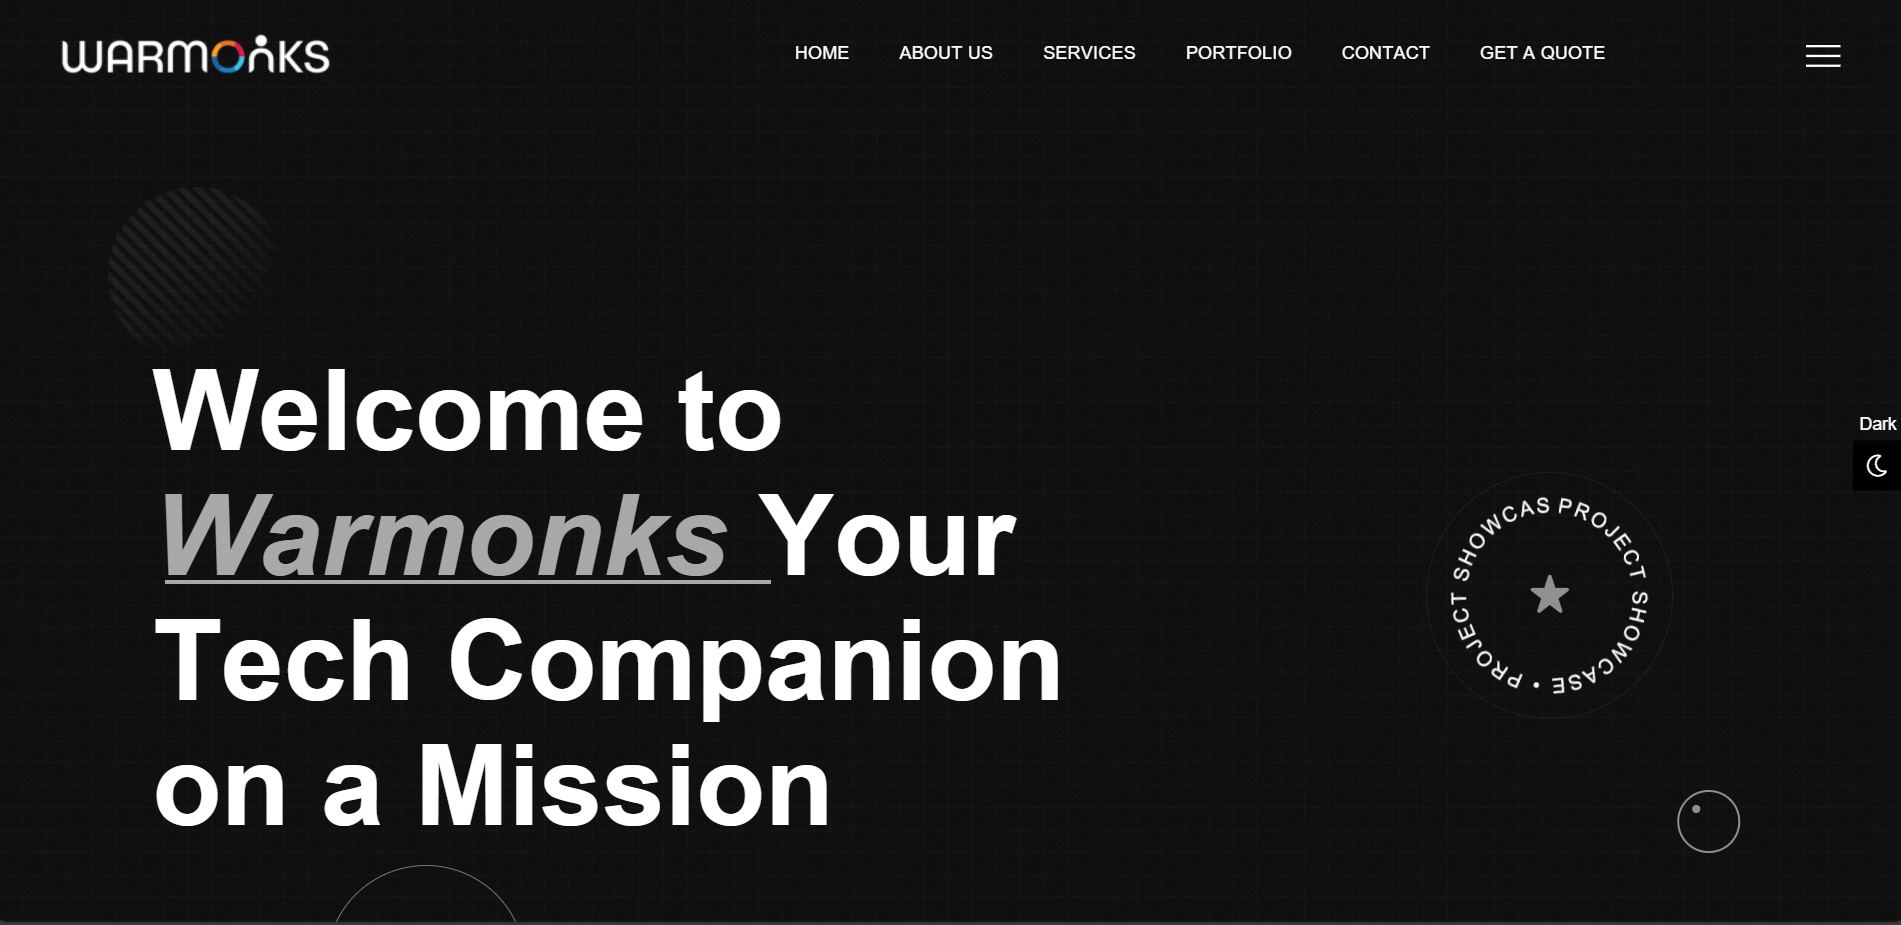 WARMONKS
HOME
ABOUT US
SERVICES
PORTFOLIO
CONTACT
GET A QUOTE
Welcome to
Warmonks Your
Tech Companion
on a Mission
Dark
PROJECT SHOWCASE • PROJECT SHOWCAS